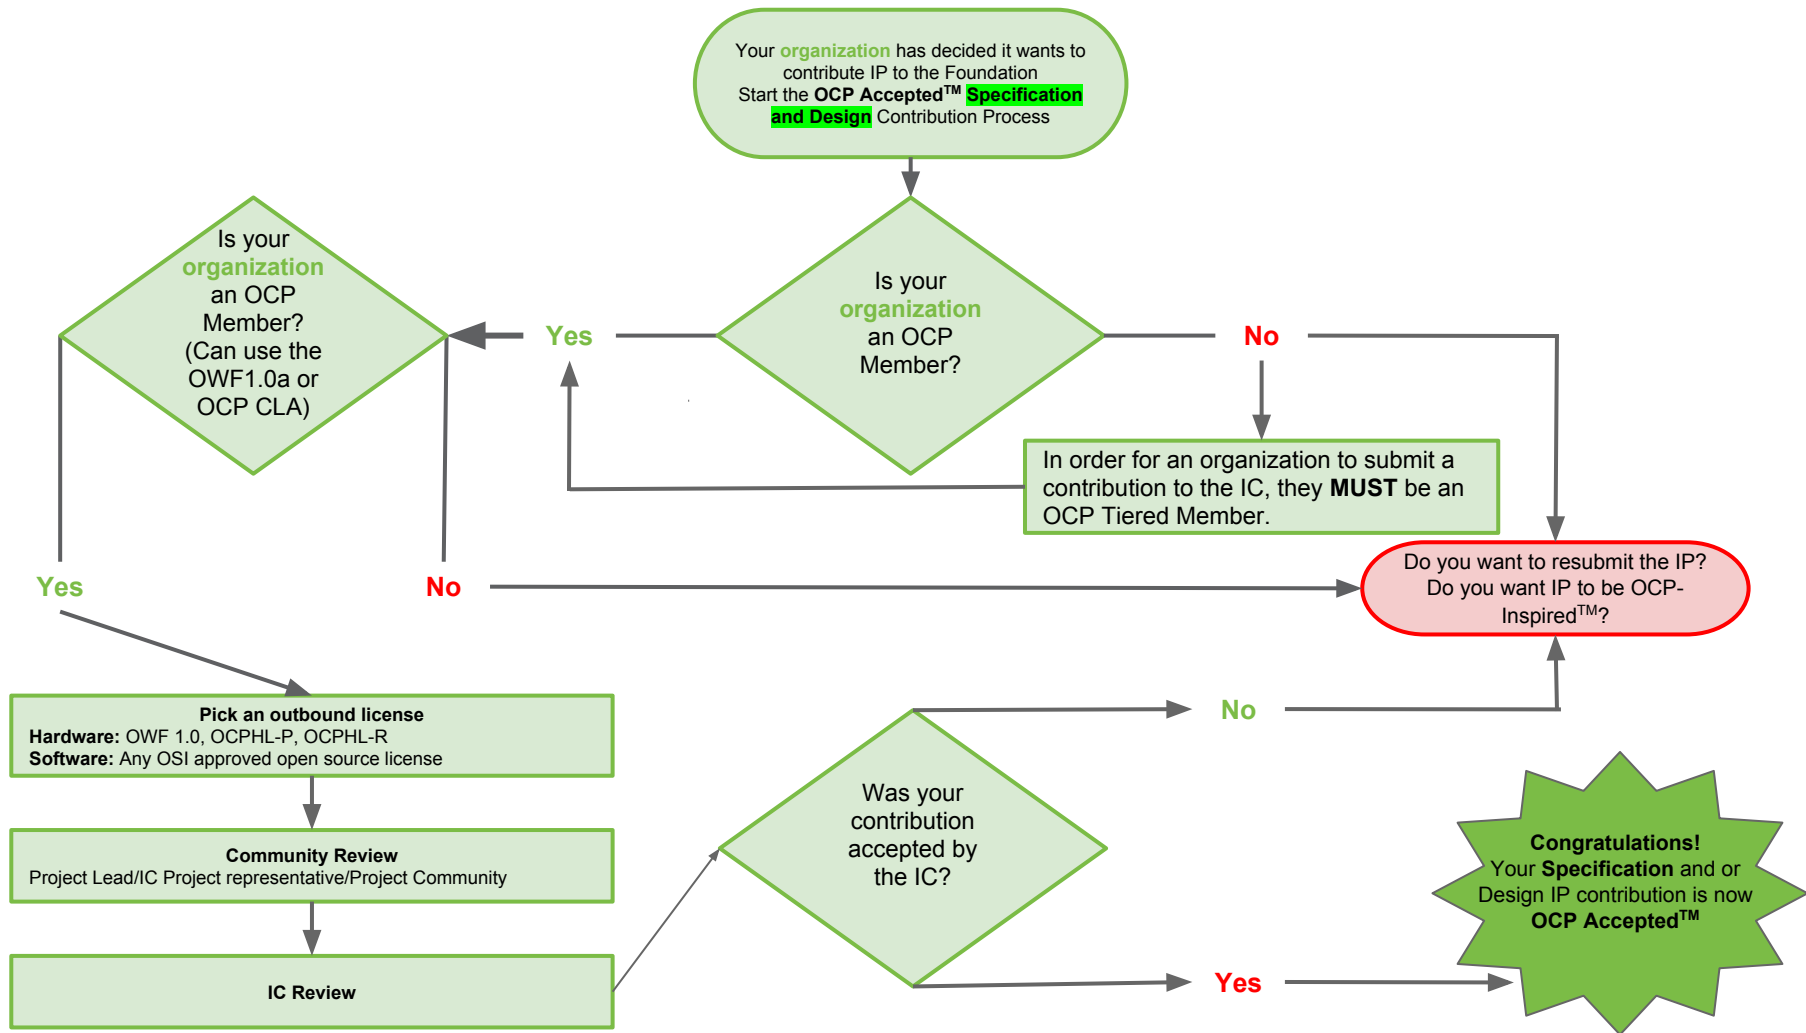 Your organization has decided it wants to
contribute IP to the Foundation
Start the OCP Accepted™ Specification
and Design Contribution Process
Is your
organization
an OCP
Member?
(Can use the
OWF1.0a or
OCP CLA)
Yes
Is your
organization
an OCP
Member?
No
In order for an organization to submit a
contribution to the IC, they MUST be an
OCP Tiered Member.
Yes
No
Do you want to resubmit the IP?
Do you want IP to be OCP-
Inspired™?
Pick an outbound license
Hardware: OWF 1.0, OCPHL-P, OCPHL-R
Software: Any OSI approved open source license
Community Review
Project Lead/IC Project representative/Project Community
IC Review
Was your
contribution
accepted by
the IC?
No
Yes
Congratulations!
Your Specification and or
Design IP contribution is now
OCP Accepted™